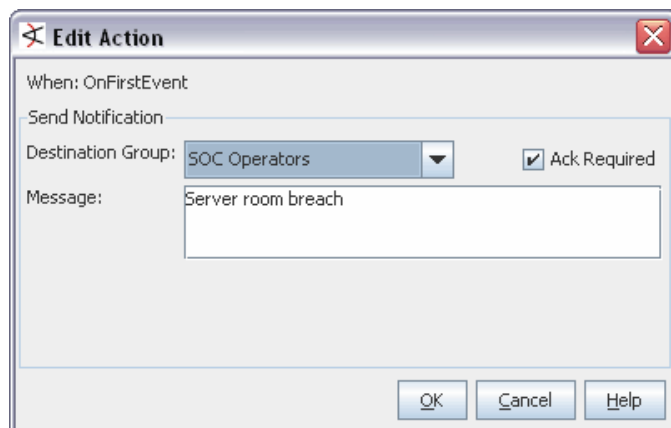 Edit Action
When: OnFirstEvent
Send Notification
Destination Group: SOC Operators Ack Required
Message: Server room breach
OK Cancel Help